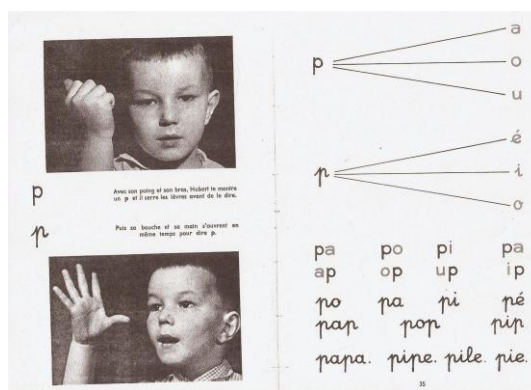 p
Avec son poing et son bras, Hubert te montre
un p et il serre les lèvres avant de le dire.
p
Puis sa bouche et sa main s'ouvrent en
même temps pour dire p.
p
a
o
u
p
é
i
o
pa po pi pa
ap op up ip
po pa pi pé
pap pop pip
papa. pipe. pile. pie.
35